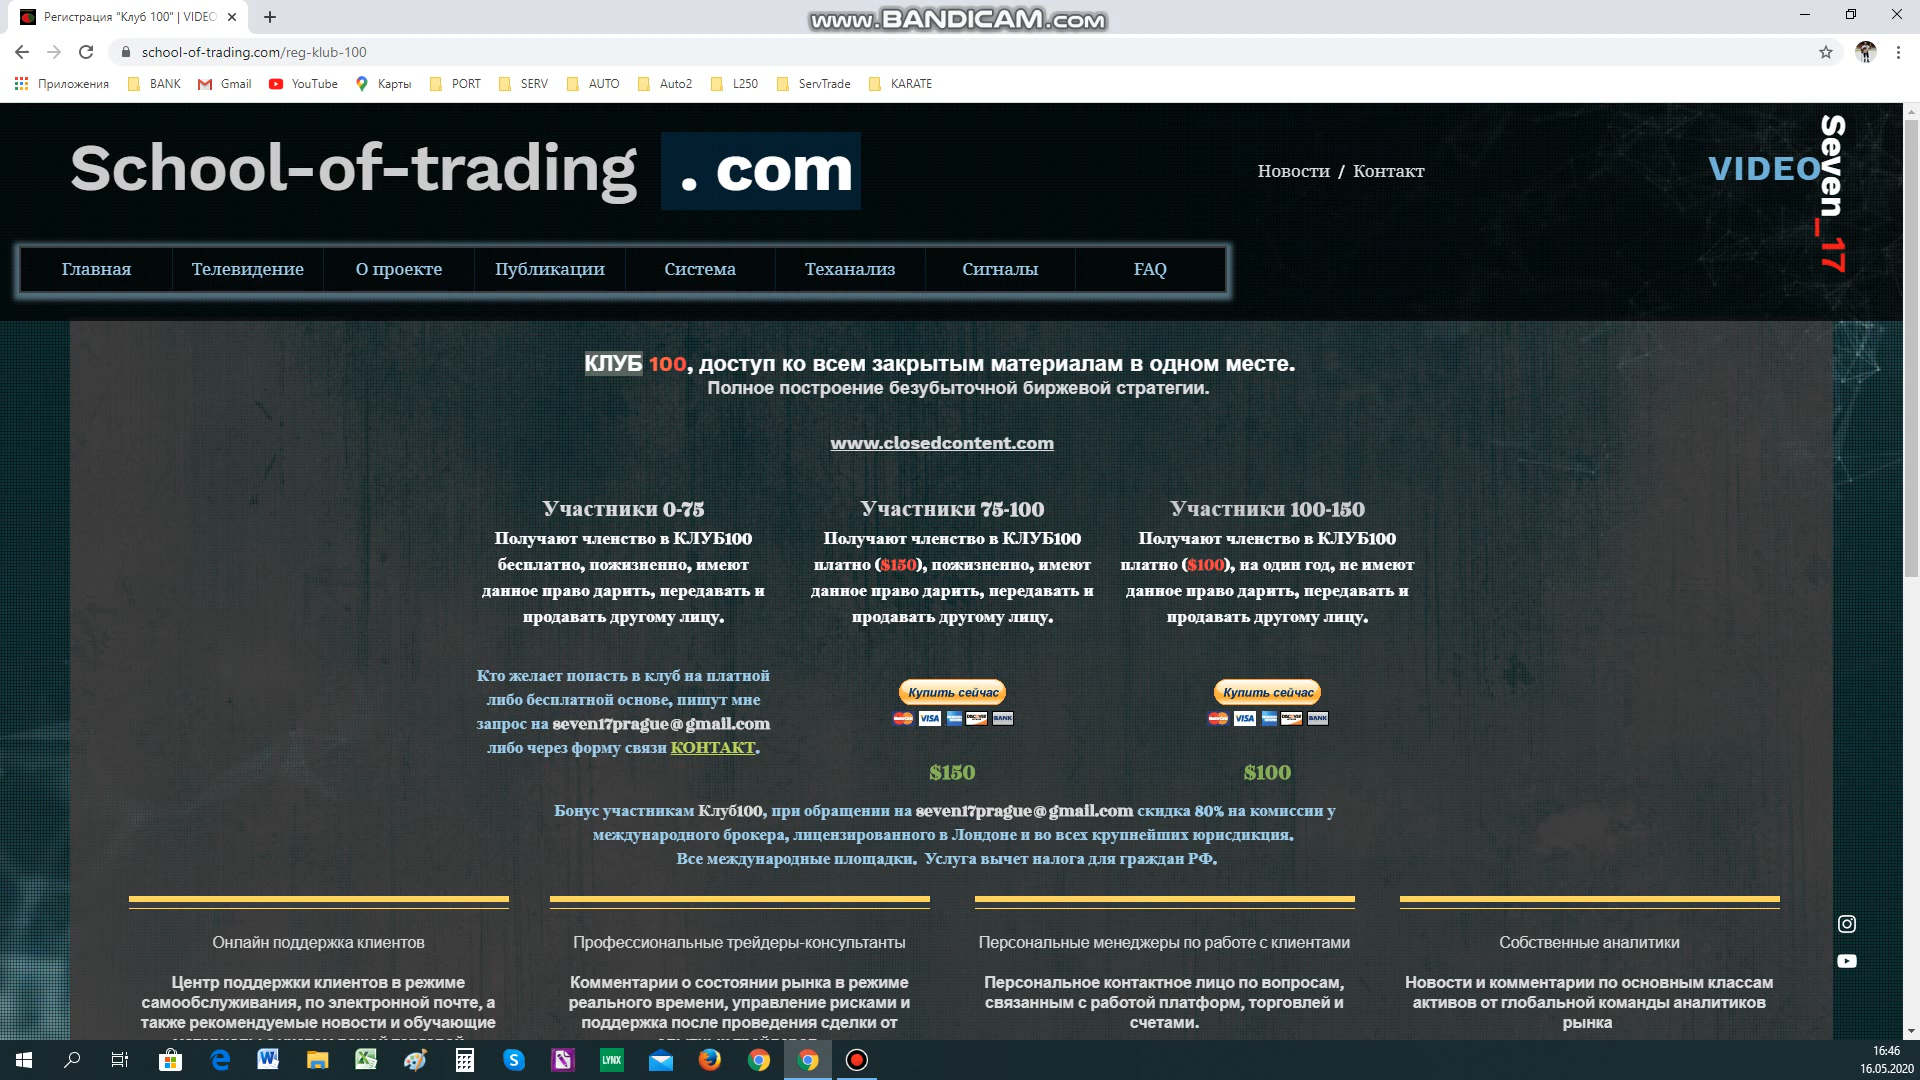 www.BANDICAM.com
Регистрация "Клуб 100" | VIDEO
school-of-trading.com/reg-klub-100
Приложения BANK Gmail YouTube Карты PORT SERV AUTO Auto2 L250 ServTrade KARATE
School-of-trading . com
Новости / Контакт
VIDEO
Seven_17
Главная Телевидение О проекте Публикации Система Теханализ Сигналы FAQ
КЛУБ 100, доступ ко всем закрытым материалам в одном месте.
Полное построение безубыточной биржевой стратегии.
www.closedcontent.com
Участники 0-75
Получают членство в КЛУБ100
бесплатно, пожизненно, имеют
данное право дарить, передавать и
продавать другому лицу.
Участники 75-100
Получают членство в КЛУБ100
платно ($150), пожизненно, имеют
данное право дарить, передавать и
продавать другому лицу.
Участники 100-150
Получают членство в КЛУБ100
платно ($100), на один год, не имеют
данное право дарить, передавать и
продавать другому лицу.
Кто желает попасть в клуб на платной
либо бесплатной основе, пишут мне
запрос на seven17prague@gmail.com
либо через форму связи КОНТАКТ.
Купить сейчас
VISA
BANK
$150
Купить сейчас
VISA
BANK
$100
Бонус участникам Клуб100, при обращении на seven17prague@gmail.com скидка 80% на комиссии у
международного брокера, лицензированного в Лондоне и во всех крупнейших юрисдикция.
Все международные площадки. Услуга вычет налога для граждан РФ.
Онлайн поддержка клиентов
Центр поддержки клиентов в режиме
самообслуживания, по электронной почте, а
также рекомендуемые новости и обучающие
Профессиональные трейдеры-консультанты
Комментарии о состоянии рынка в режиме
реального времени, управление рисками и
поддержка после проведения сделки от
Персональные менеджеры по работе с клиентами
Персональное контактное лицо по вопросам,
связанным с работой платформ, торговлей и
счетами.
Собственные аналитики
Новости и комментарии по основным классам
активов от глобальной команды аналитиков
рынка
LYNX
16:46
16.05.2020